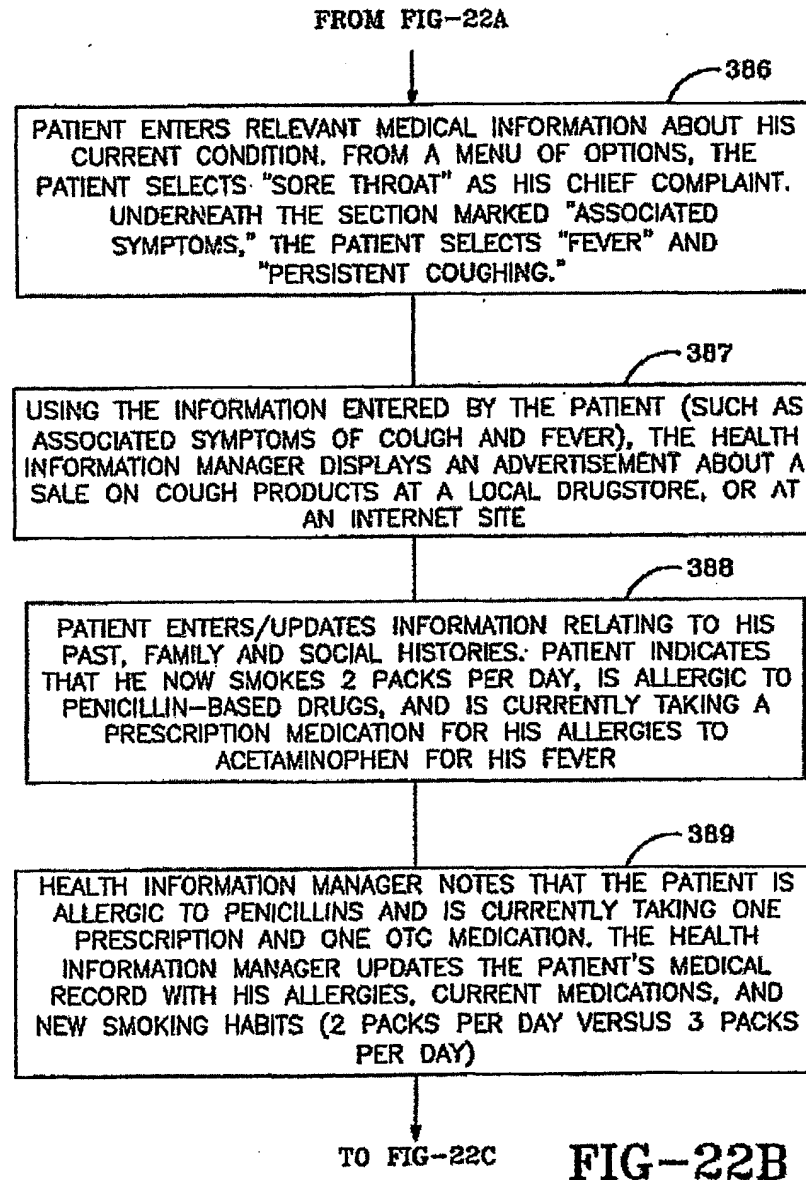 FROM FIG-22A
386
PATIENT ENTERS RELEVANT MEDICAL INFORMATION ABOUT HIS
CURRENT CONDITION. FROM A MENU OF OPTIONS, THE
PATIENT SELECTS "SORE THROAT" AS HIS CHIEF COMPLAINT.
UNDERNEATH THE SECTION MARKED "ASSOCIATED
SYMPTOMS," THE PATIENT SELECTS "FEVER" AND
"PERSISTENT COUGHING."
387
USING THE INFORMATION ENTERED BY THE PATIENT (SUCH AS
ASSOCIATED SYMPTOMS OF COUGH AND FEVER), THE HEALTH
INFORMATION MANAGER DISPLAYS AN ADVERTISEMENT ABOUT A
SALE ON COUGH PRODUCTS AT A LOCAL DRUGSTORE, OR AT
AN INTERNET SITE
388
PATIENT ENTERS/UPDATES INFORMATION RELATING TO HIS
PAST, FAMILY AND SOCIAL HISTORIES. PATIENT INDICATES
THAT HE NOW SMOKES 2 PACKS PER DAY, IS ALLERGIC TO
PENICILLIN-BASED DRUGS, AND IS CURRENTLY TAKING A
PRESCRIPTION MEDICATION FOR HIS ALLERGIES TO
ACETAMINOPHEN FOR HIS FEVER
389
HEALTH INFORMATION MANAGER NOTES THAT THE PATIENT IS
ALLERGIC TO PENICILLINS AND IS CURRENTLY TAKING ONE
PRESCRIPTION AND ONE OTC MEDICATION. THE HEALTH
INFORMATION MANAGER UPDATES THE PATIENT'S MEDICAL
RECORD WITH HIS ALLERGIES, CURRENT MEDICATIONS, AND
NEW SMOKING HABITS (2 PACKS PER DAY VERSUS 3 PACKS
PER DAY)
TO FIG-22C
FIG-22B